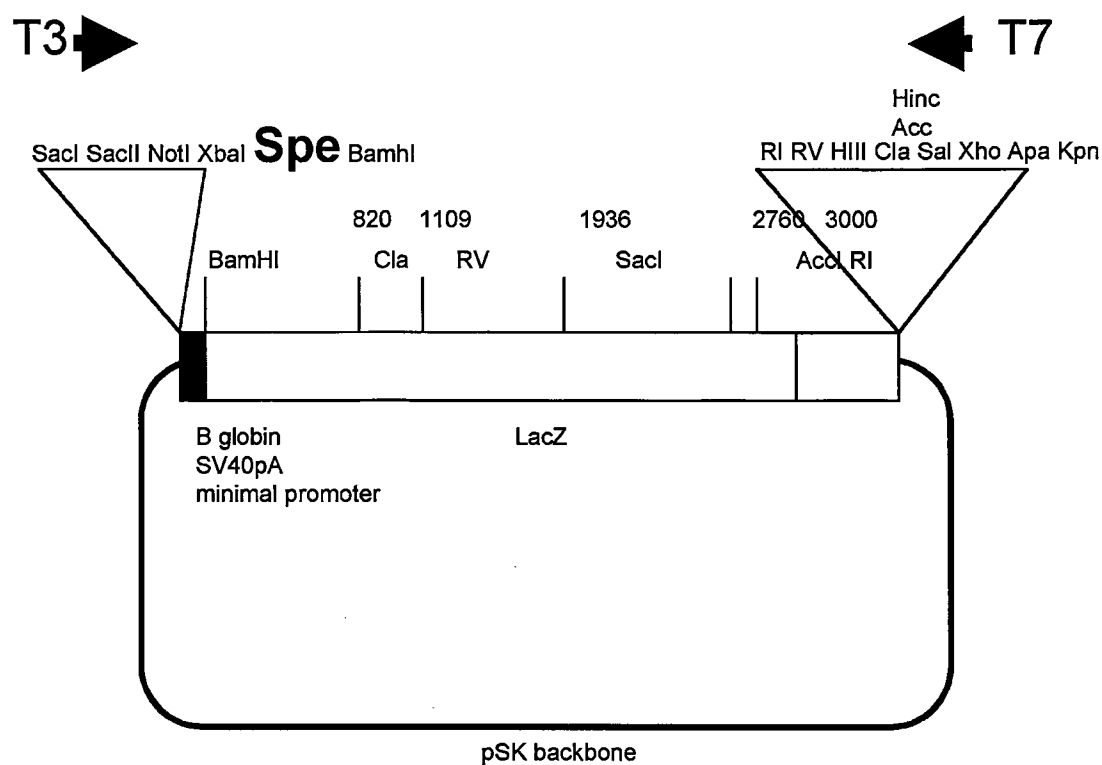 T3 T7
Hinc
Acc
SacI SacII NotI XbaI Spe BamhI RI RV HIII Cla Sal Xho Apa Kpn
820 1109 1936 2760 3000
BamHI Cla RV SacI AccI RI
B globin LacZ
SV40pA
minimal promoter
pSK backbone